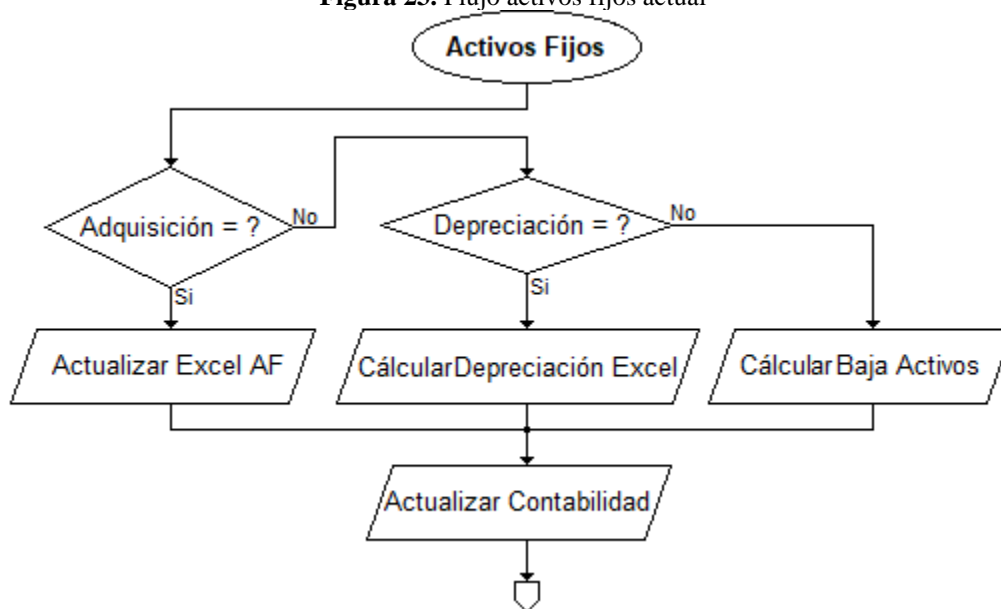 Figura 25. Flujo activos fijos actual
Activos Fijos
Adquisición = ?
No
Depreciación = ?
No
Si
Si
Actualizar Excel AF
CálcularDepreciación Excel
CálcularBaja Activos
Actualizar Contabilidad